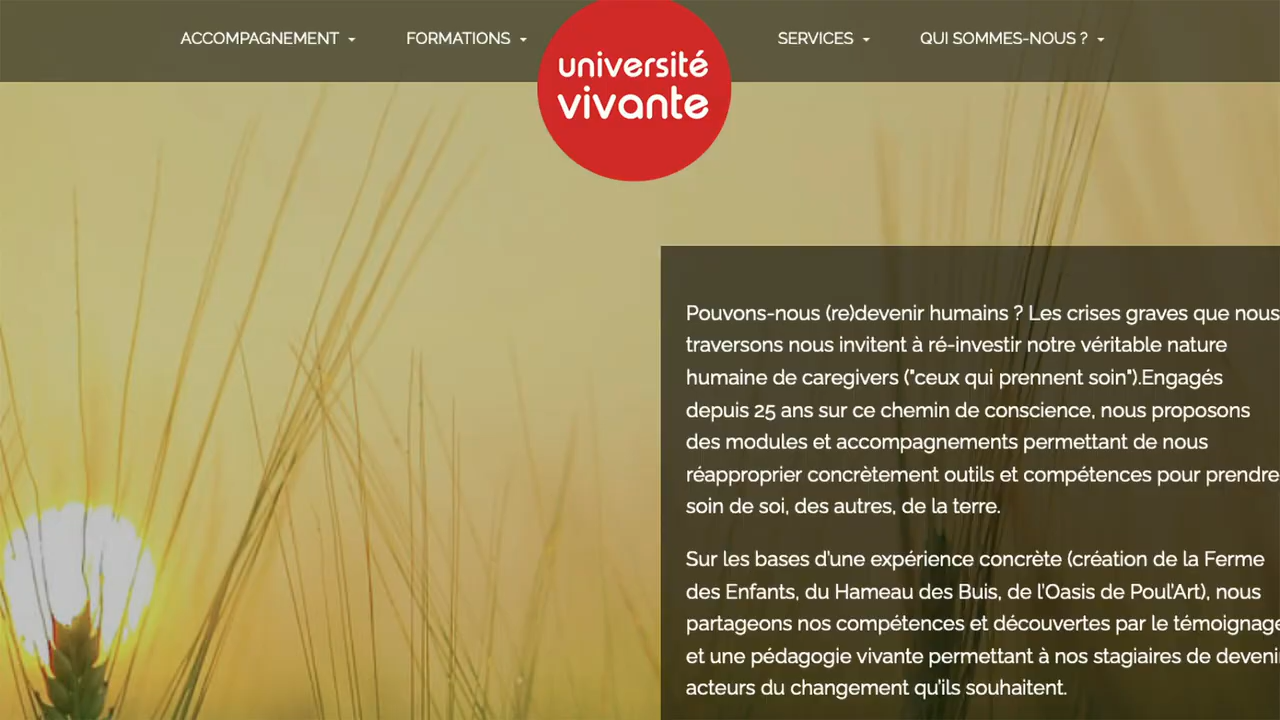 ACCOMPAGNEMENT
FORMATIONS
université
vivante
SERVICES
QUI SOMMES-NOUS ?
Pouvons-nous (re)devenir humains ? Les crises graves que nous
traversons nous invitent à ré-investir notre véritable nature
humaine de caregivers ("ceux qui prennent soin").Engagés
depuis 25 ans sur ce chemin de conscience, nous proposons
des modules et accompagnements permettant de nous
réapproprier concrètement outils et compétences pour prendre
soin de soi, des autres, de la terre.
Sur les bases d'une expérience concrète (création de la Ferme
des Enfants, du Hameau des Buis, de l'Oasis de Poul'Art), nous
partageons nos compétences et découvertes par le témoignage
et une pédagogie vivante permettant à nos stagiaires de deveni
acteurs du changement qu'ils souhaitent.